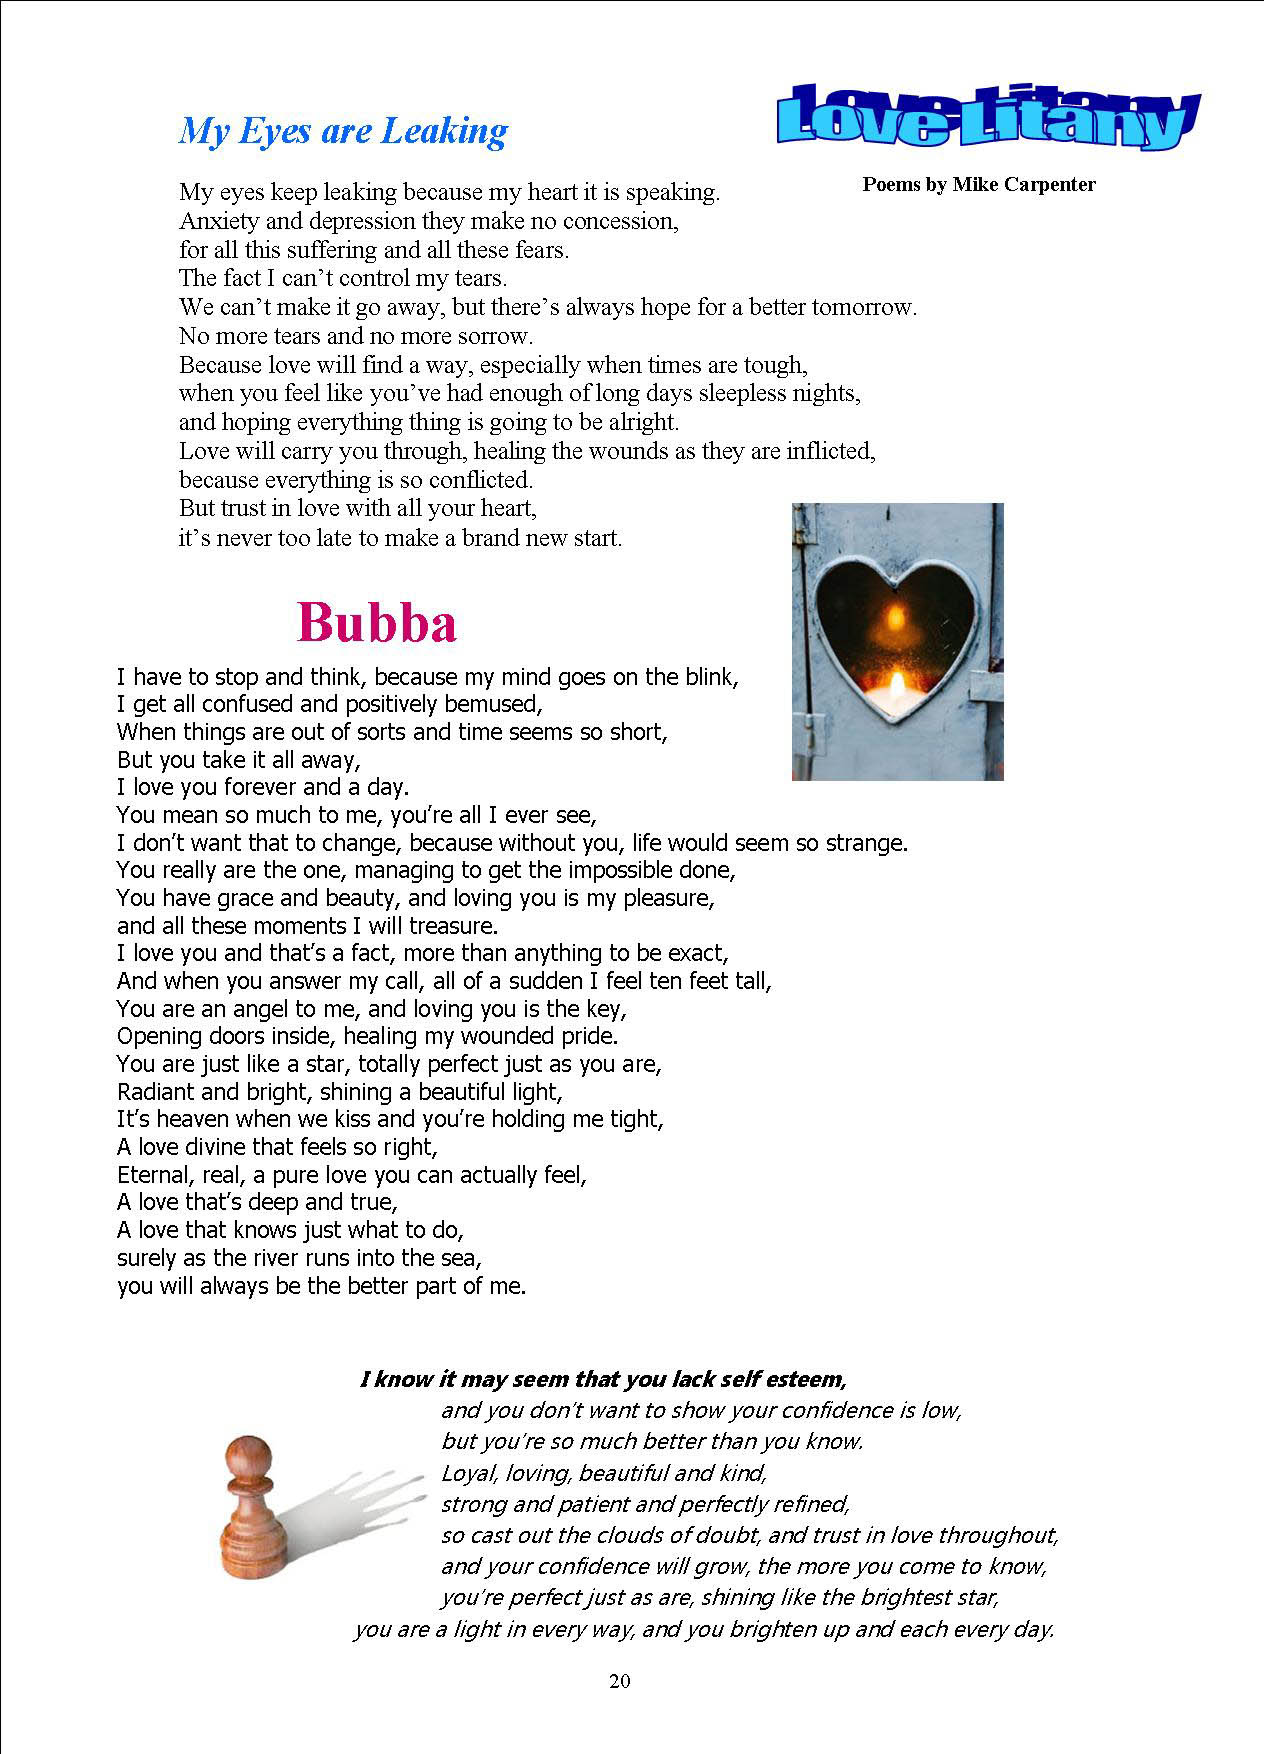 Love Litany
My Eyes are Leaking
Poems by Mike Carpenter
My eyes keep leaking because my heart it is speaking.
Anxiety and depression they make no concession,
for all this suffering and all these fears.
The fact I can’t control my tears.
We can’t make it go away, but there’s always hope for a better tomorrow.
No more tears and no more sorrow.
Because love will find a way, especially when times are tough,
when you feel like you’ve had enough of long days sleepless nights,
and hoping everything thing is going to be alright.
Love will carry you through, healing the wounds as they are inflicted,
because everything is so conflicted.
But trust in love with all your heart,
it’s never too late to make a brand new start.
Bubba
I have to stop and think, because my mind goes on the blink,
I get all confused and positively bemused,
When things are out of sorts and time seems so short,
But you take it all away,
I love you forever and a day.
You mean so much to me, you’re all I ever see,
I don’t want that to change, because without you, life would seem so strange.
You really are the one, managing to get the impossible done,
You have grace and beauty, and loving you is my pleasure,
and all these moments I will treasure.
I love you and that’s a fact, more than anything to be exact,
And when you answer my call, all of a sudden I feel ten feet tall,
You are an angel to me, and loving you is the key,
Opening doors inside, healing my wounded pride.
You are just like a star, totally perfect just as you are,
Radiant and bright, shining a beautiful light,
It’s heaven when we kiss and you’re holding me tight,
A love divine that feels so right,
Eternal, real, a pure love you can actually feel,
A love that’s deep and true,
A love that knows just what to do,
surely as the river runs into the sea,
you will always be the better part of me.
I know it may seem that you lack self esteem,
and you don’t want to show your confidence is low,
but you’re so much better than you know.
Loyal, loving, beautiful and kind,
strong and patient and perfectly refined,
so cast out the clouds of doubt, and trust in love throughout,
and your confidence will grow, the more you come to know,
you’re perfect just as are, shining like the brightest star,
you are a light in every way, and you brighten up and each every day.
20